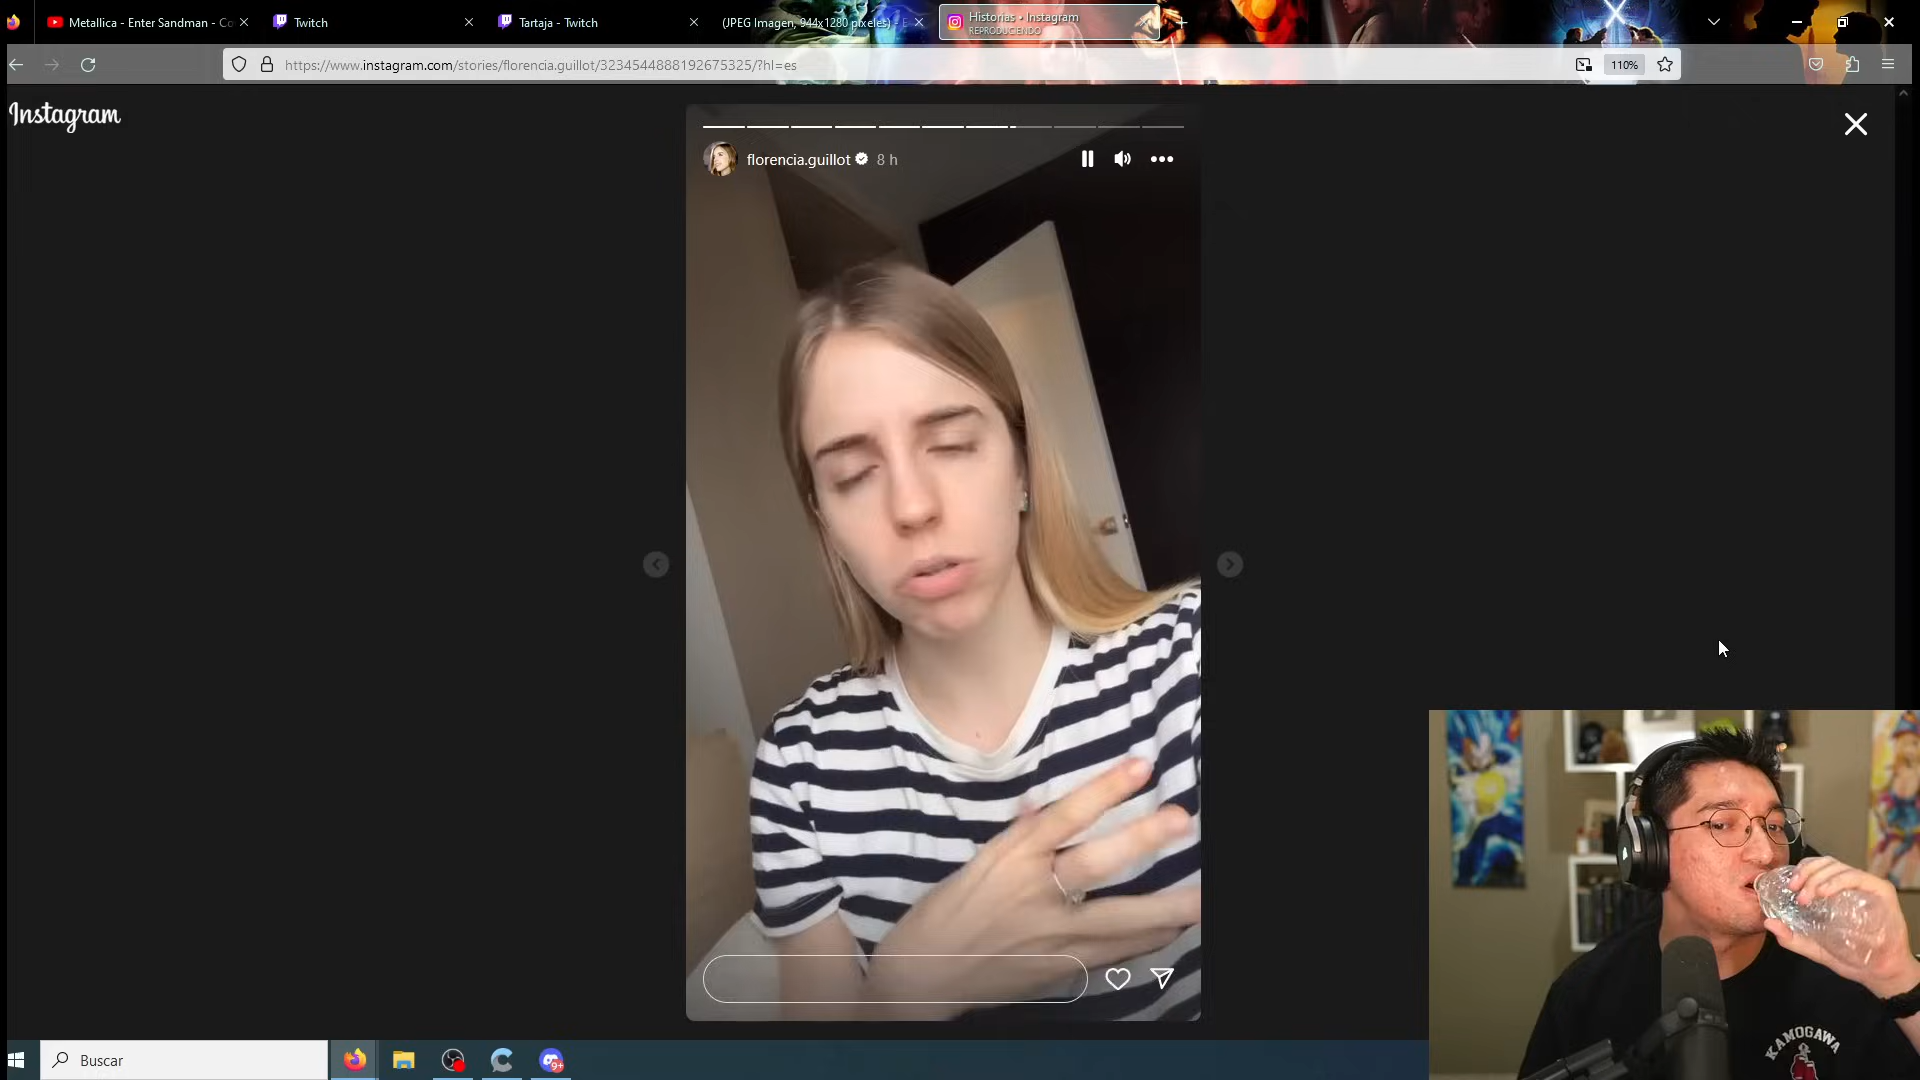 Metallica - Enter Sandman - Co
Twitch
Tartaja - Twitch
(JPEG Imagen, 944x1280 píxeles) - E
Historias • Instagram
REPRODUCIENDO
https://www.instagram.com/stories/florencia.guillot/3234544888192675325/?hl=es
110%
Instagram
florencia.guillot 8 h
KAMOGAWA
Buscar
9+